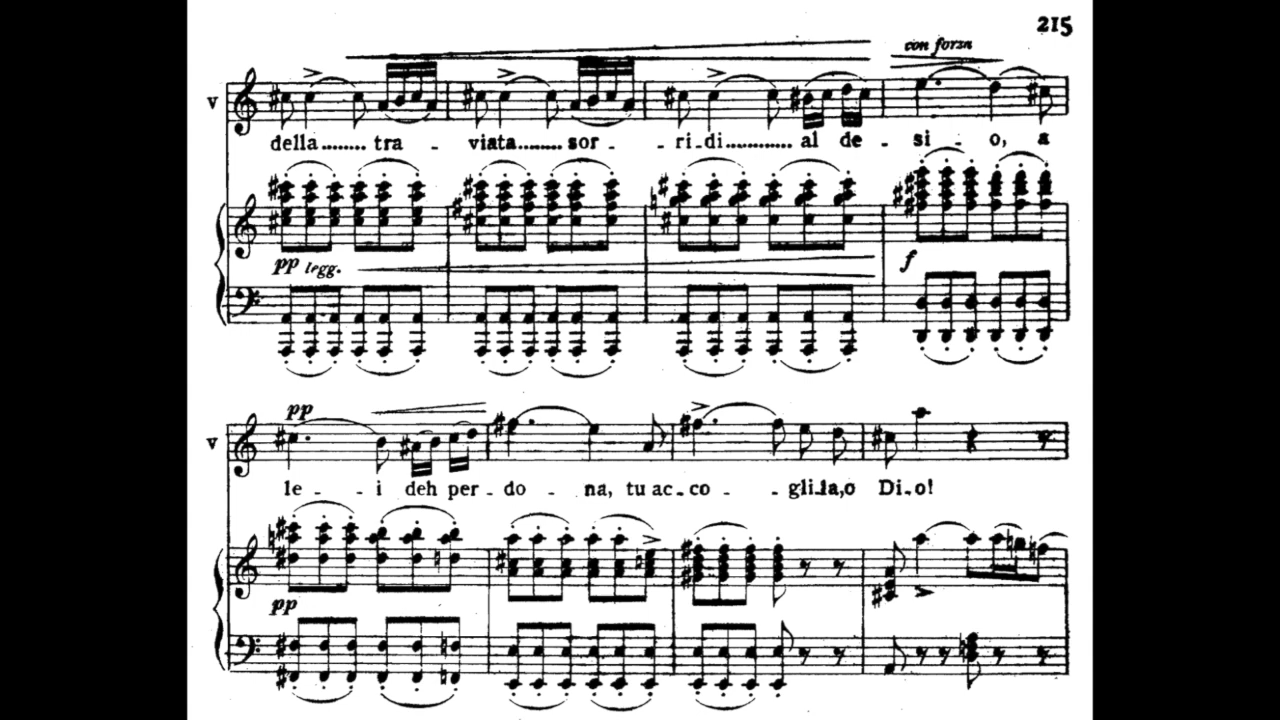 215
con forza
V
della........ tra - viata........ sor - - ri.di............ al de - si - o, a
pp legg.
f
pp
V
le - - i deh per - do - na, tu ac - co - - gli.la, o Di.o!
pp